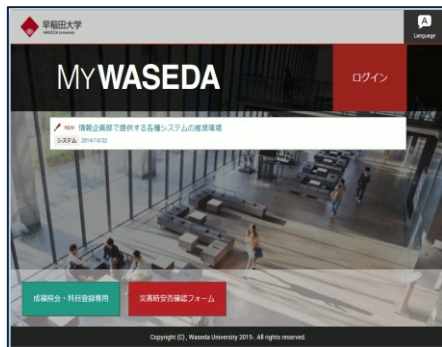 早稲田大学
WASEDA University
A
Language
MyWASEDA
ログイン
NEW 情報企画部で提供する各種システムの推奨環境
システム 2014/10/22
成績照会・科目登録専用
災害時安否確認フォーム
Copyright (C) , Waseda University 2015-. All rights reserved.